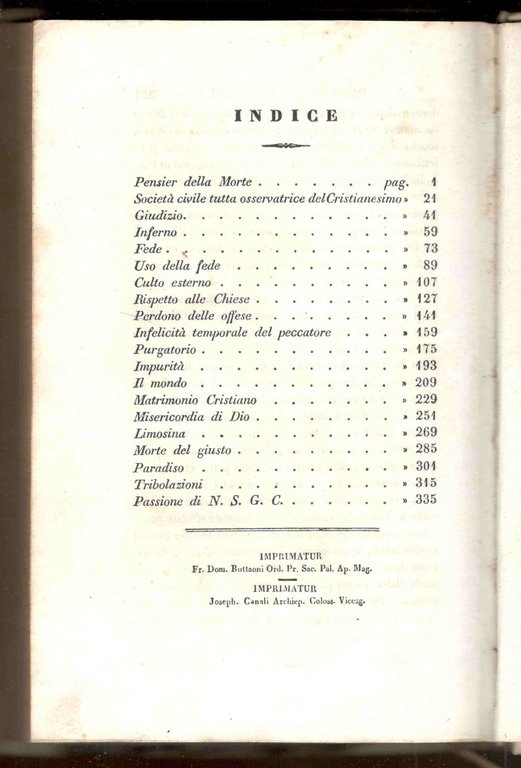 INDICE
Pensier della Morte . . . . . . . pag. 1
Società civile tutta osservatrice del Cristianesimo » 21
Giudizio. . . . . . . . . . . . » 41
Inferno . . . . . . . . . . . . » 59
Fede . . . . . . . . . . . . . » 73
Uso della fede . . . . . . . . . » 89
Culto esterno . . . . . . . . . . » 107
Rispetto alle Chiese . . . . . . . . » 127
Perdono delle offese . . . . . . . . » 141
Infelicità temporale del peccatore . . . » 159
Purgatorio . . . . . . . . . . . » 175
Impurità . . . . . . . . . . . » 193
Il mondo . . . . . . . . . . . » 209
Matrimonio Cristiano . . . . . . . » 229
Misericordia di Dio . . . . . . . . » 251
Limosina . . . . . . . . . . . » 269
Morte del giusto . . . . . . . . . » 285
Paradiso . . . . . . . . . . . » 301
Tribolazioni . . . . . . . . . . » 315
Passione di N. S. G. C. . . . . . . » 335
IMPRIMATUR
Fr. Dom. Buttaoni Ord. Pr. Sac. Pal. Ap. Mag.
IMPRIMATUR
Joseph. Canali Archiep. Coloss. Vicesg.